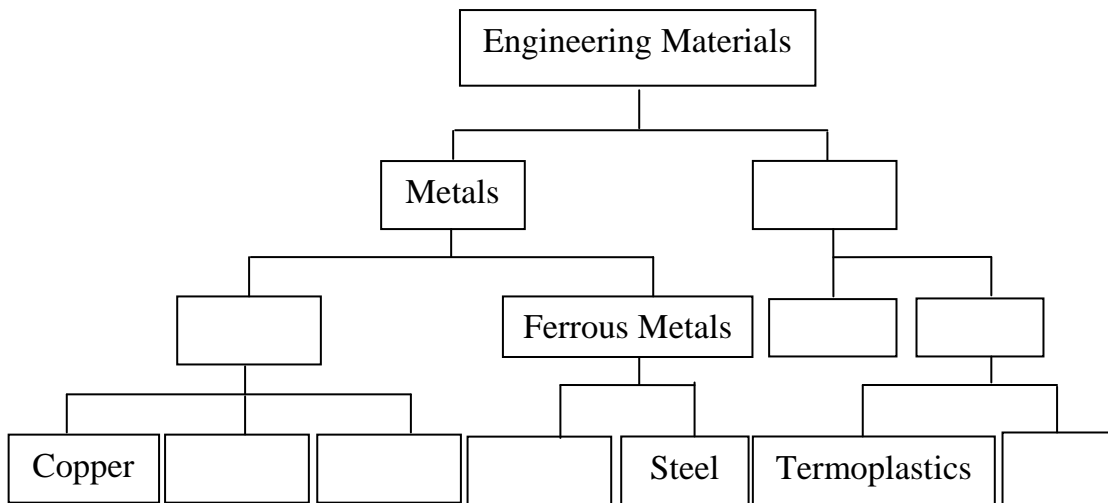 Engineering Materials
Metals
Ferrous Metals
Copper
Steel
Termoplastics